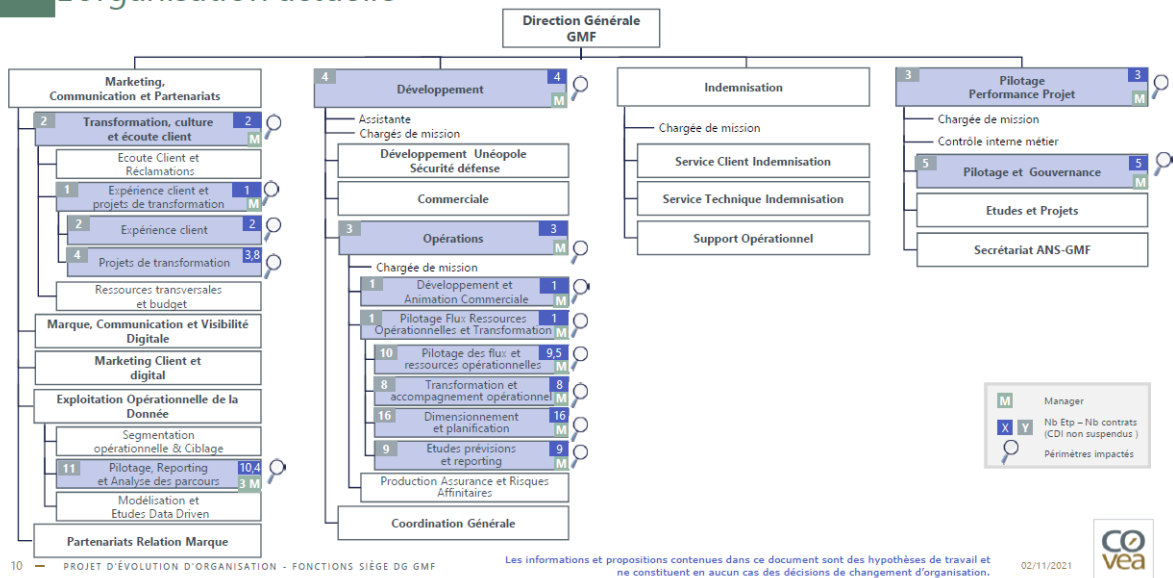 L'organisation actuelle
Direction Générale
GMF
Marketing,
Communication et Partenariats
2
Transformation, culture
et écoute client
2
M
Ecoute Client et
Réclamations
1
Expérience client et
projets de transformation
1
M
2
Expérience client
2
4
Projets de transformation
3,8
Ressources transversales
et budget
Marque, Communication et Visibilité
Digitale
Marketing Client et
digital
Exploitation Opérationnelle de la
Donnée
Segmentation
opérationnelle & Ciblage
11
Pilotage, Reporting
et Analyse des parcours
10,4
3 M
Modélisation et
Etudes Data Driven
Partenariats Relation Marque
4
Développement
4
M
Assistante
Chargés de mission
Développement Unéopole
Sécurité défense
Commerciale
3
Opérations
3
M
Chargée de mission
1
Développement et
Animation Commerciale
1
M
1
Pilotage Flux Ressources
Opérationnelles et Transformation
1
M
10
Pilotage des flux et
ressources opérationnelles
9,5
M
8
Transformation et
accompagnement opérationnel
8
M
16
Dimensionnement
et planification
16
M
9
Etudes prévisions
et reporting
9
M
Production Assurance et Risques
Affinitaires
Coordination Générale
Indemnisation
Chargée de mission
Service Client Indemnisation
Service Technique Indemnisation
Support Opérationnel
3
Pilotage
Performance Projet
3
M
Chargée de mission
Contrôle interne métier
5
Pilotage et Gouvernance
5
M
Etudes et Projets
Secrétariat ANS-GMF
M
Manager
X Y
Nb Etp – Nb contrats
(CDI non suspendus )
Périmètres impactés
10 — PROJET D'ÉVOLUTION D'ORGANISATION - FONCTIONS SIÈGE DG GMF
Les informations et propositions contenues dans ce document sont des hypothèses de travail et
ne constituent en aucun cas des décisions de changement d'organisation.
02/11/2021
covéa